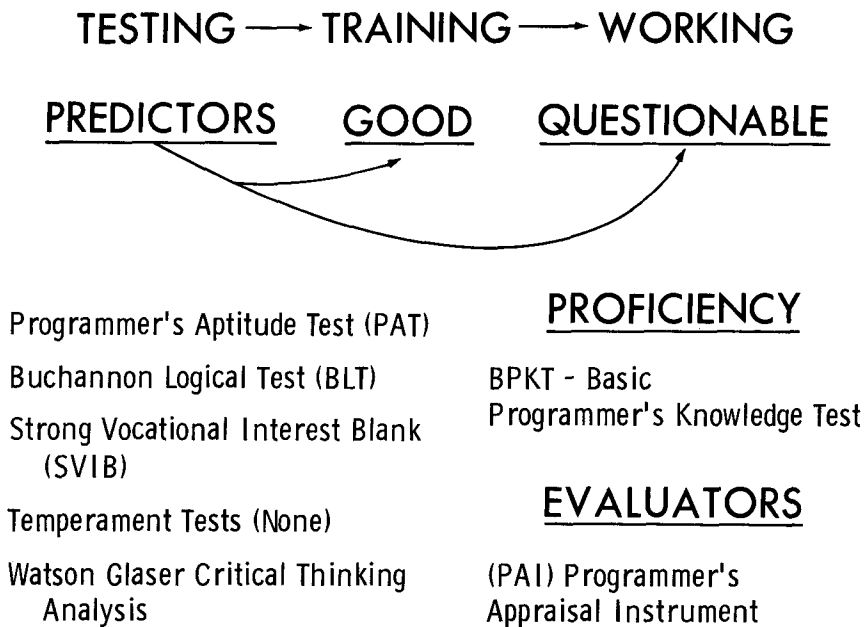 TESTING → TRAINING → WORKING
PREDICTORS GOOD QUESTIONABLE
Programmer's Aptitude Test (PAT)
Buchannon Logical Test (BLT)
Strong Vocational Interest Blank
(SVIB)
Temperament Tests (None)
Watson Glaser Critical Thinking
Analysis
PROFICIENCY
BPKT - Basic
Programmer's Knowledge Test
EVALUATORS
(PAI) Programmer's
Appraisal Instrument